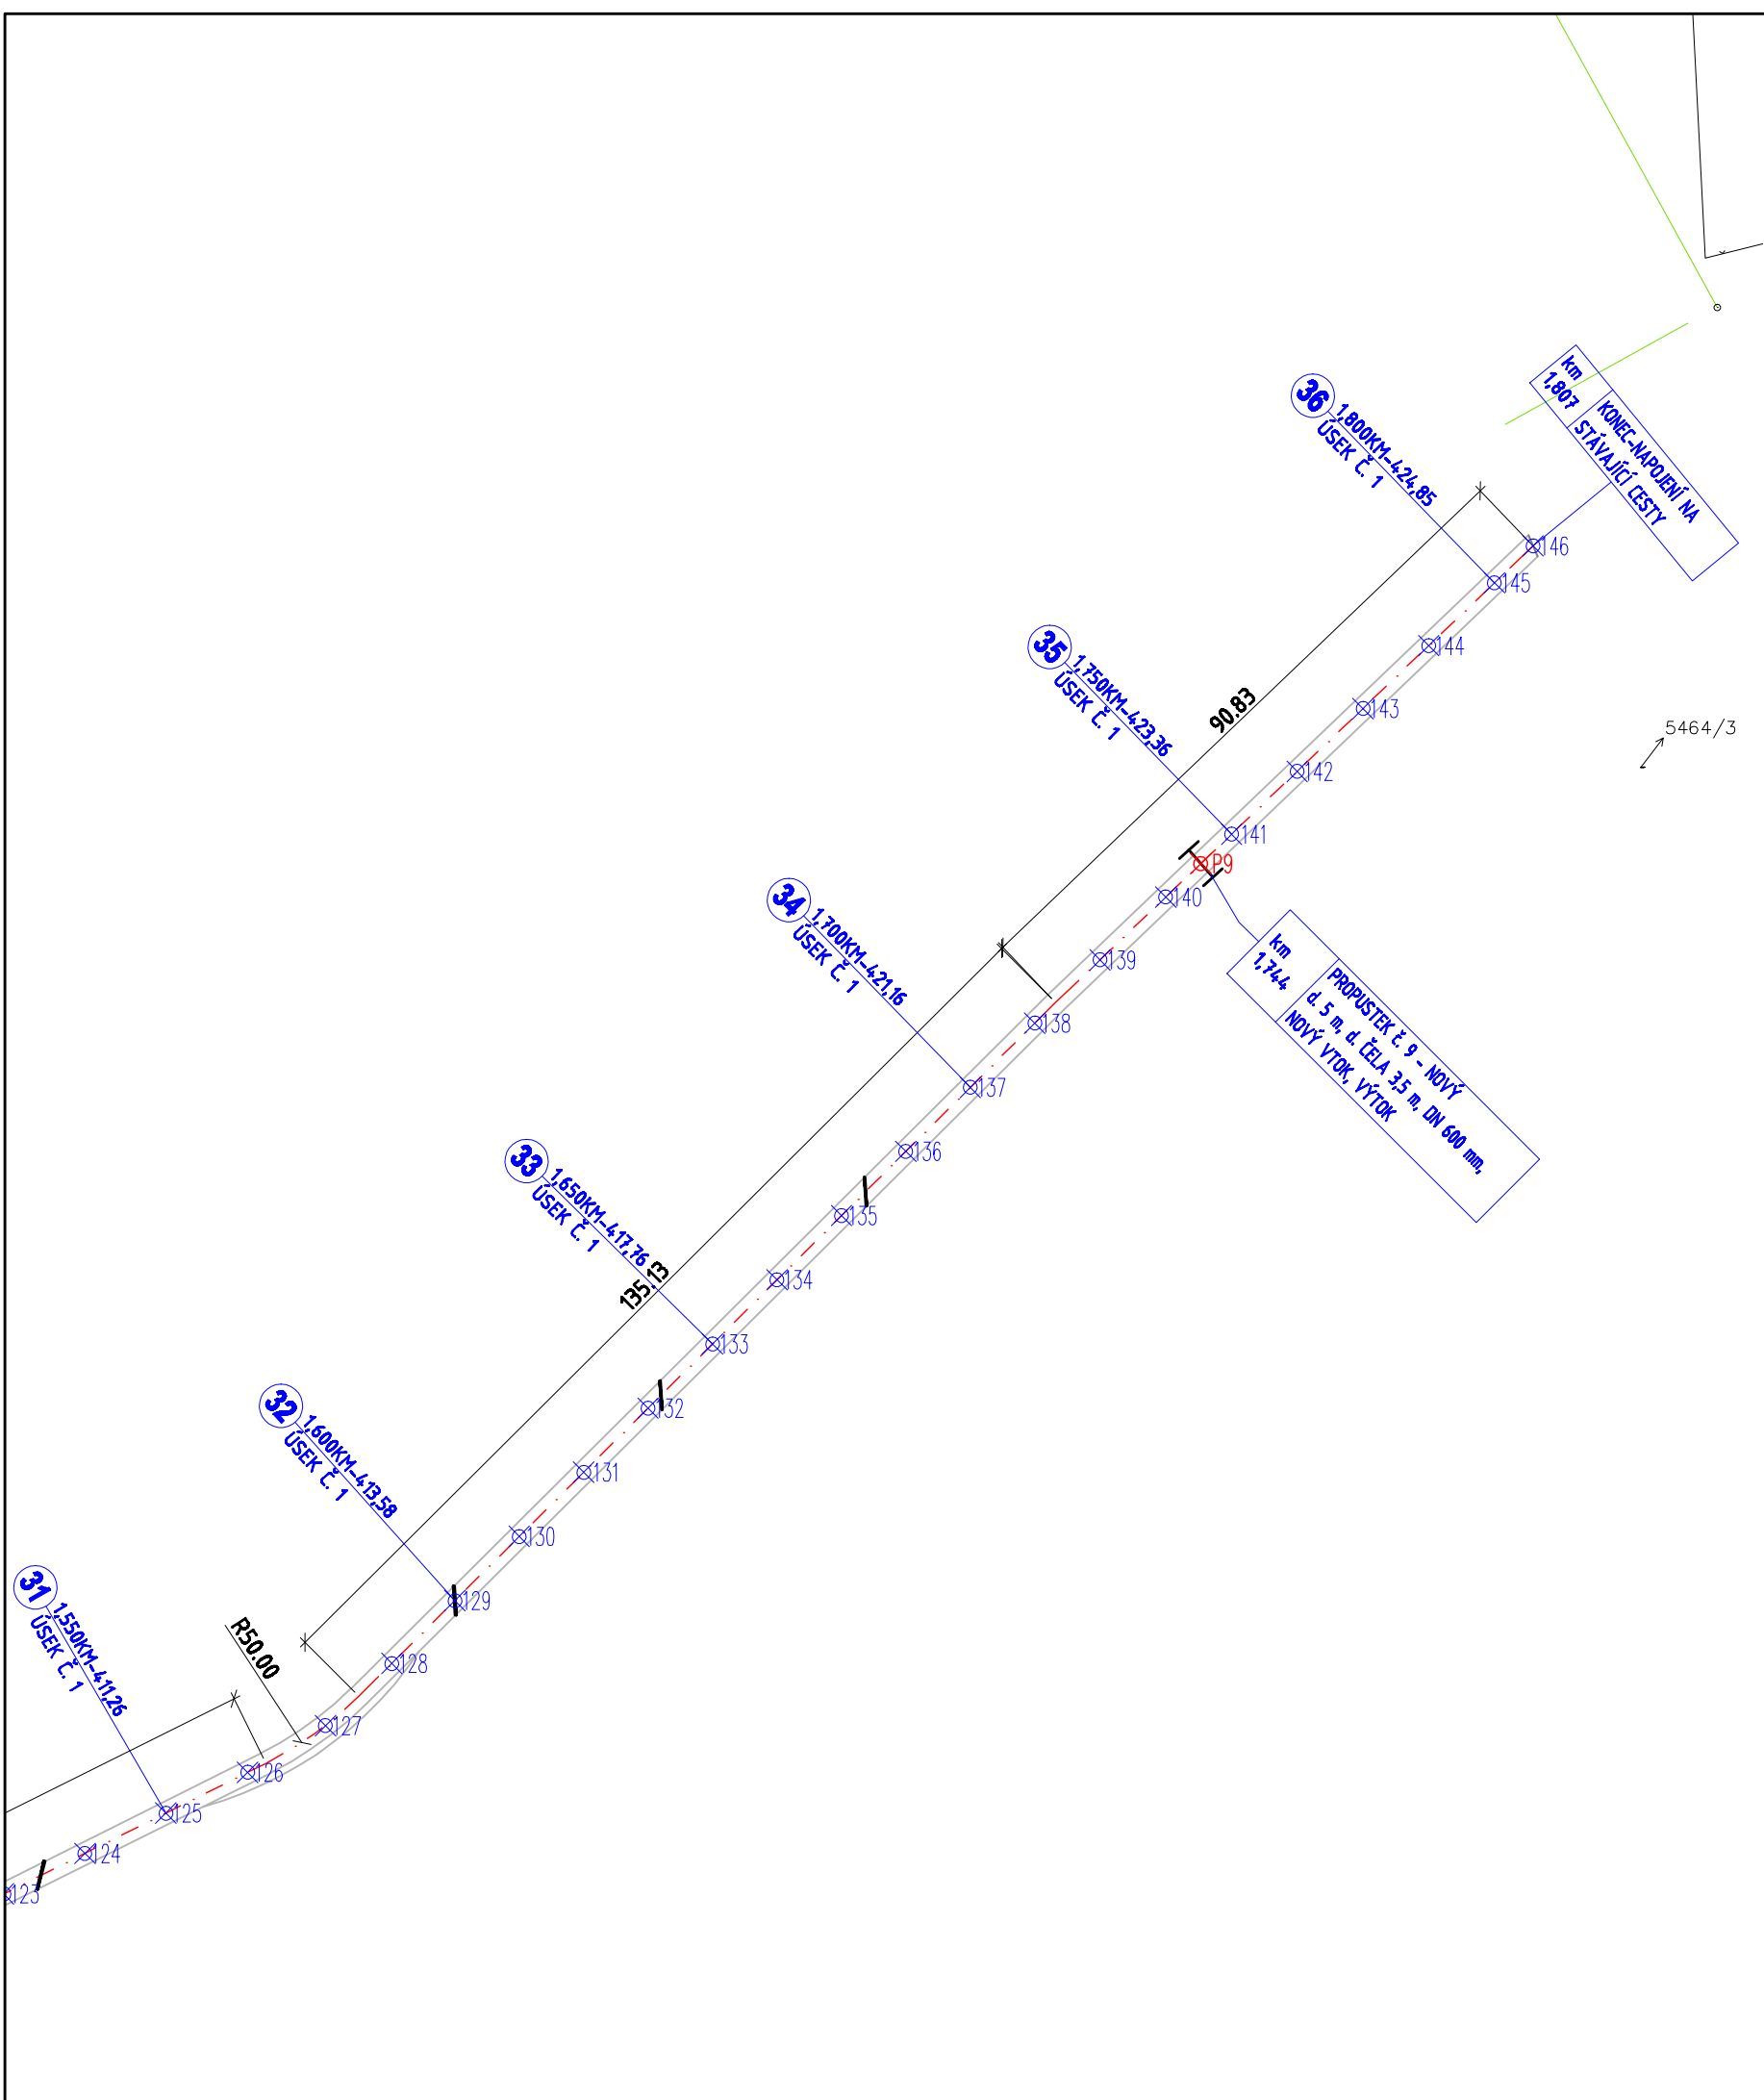 km
1,807
KONEC-NAPOJENÍ NA
STÁVAJÍCÍ CESTY
36
1,800KM-424,85
ÚSEK Č. 1
146
145
144
35
1,750KM-423,36
ÚSEK Č. 1
90.83
143
5464/3
142
141
P9
140
34
1,700KM-421,16
ÚSEK Č. 1
139
km
1,744
PROPUSTEK č. 9 - NOVÝ
d. 5 m, d. ČELA 3,5 m, DN 600 mm,
NOVÝ VTOK, VÝTOK
138
137
33
1,650KM-417,76
ÚSEK Č. 1
136
135
135.13
134
133
32
1,600KM-413,58
ÚSEK Č. 1
132
131
130
31
1,550KM-411,26
ÚSEK Č. 1
129
R50.00
128
127
126
125
124
123